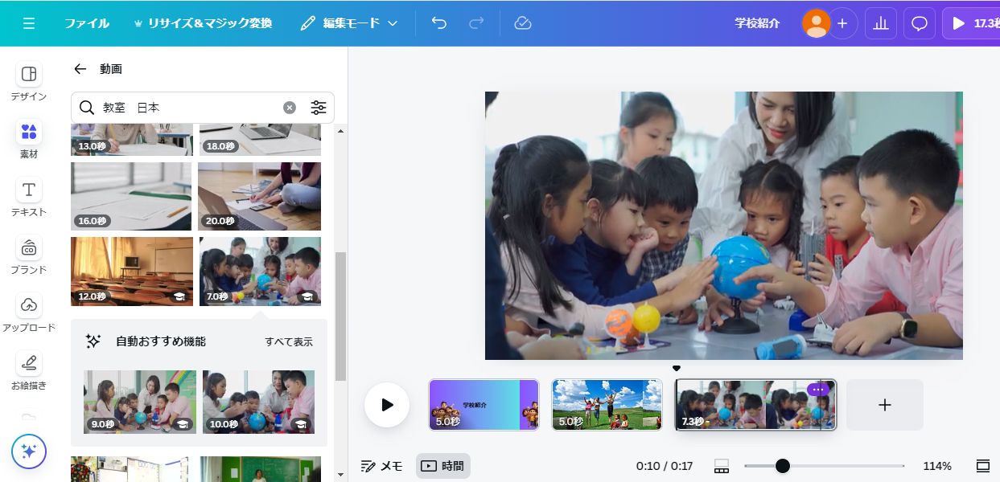 ファイル
リサイズ&マジック変換
編集モード
学校紹介
17.3秒
デザイン
素材
テキスト
ブランド
アップロード
お絵描き
動画
教室　日本
13.0秒
18.0秒
16.0秒
20.0秒
12.0秒
7.0秒
自動おすすめ機能
すべて表示
9.0秒
10.0秒
学校紹介
5.0秒
5.0秒
7.3秒 -
メモ
時間
0:10 / 0:17
114%